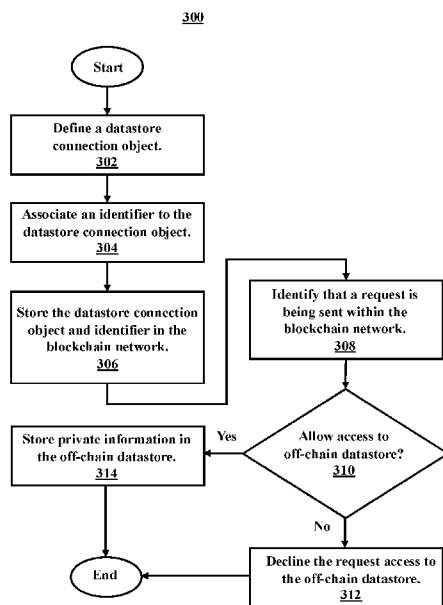 300
Start
Define a datastore
connection object.
302
Associate an identifier to the
datastore connection object.
304
Store the datastore connection
object and identifier in the
blockchain network.
306
Identify that a request is
being sent within the
blockchain network.
308
Allow access to
off-chain datastore?
310
Yes
Store private information in
the off-chain datastore.
314
No
Decline the request access to
the off-chain datastore.
312
End